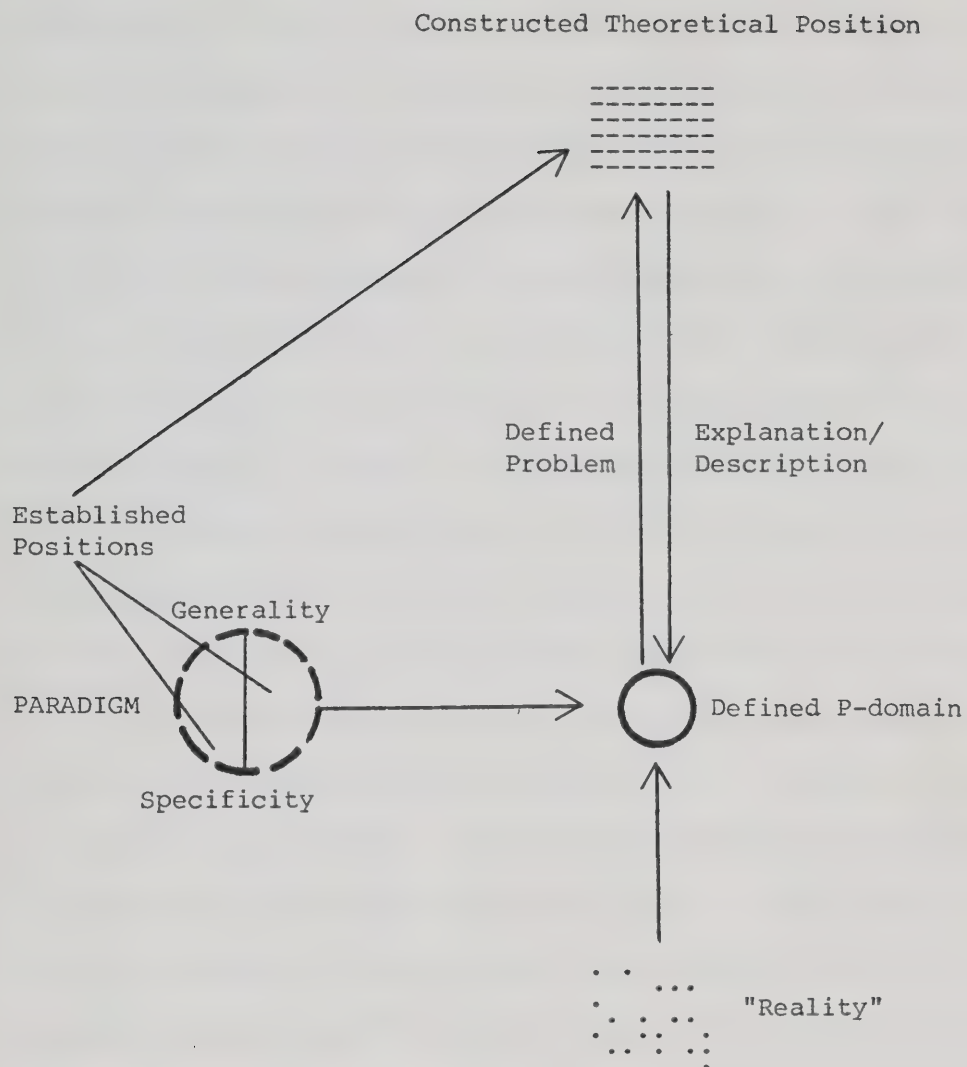 Constructed Theoretical Position
Defined
Problem
Explanation/
Description
Established
Positions
Generality
PARADIGM
Defined P-domain
Specificity
"Reality"